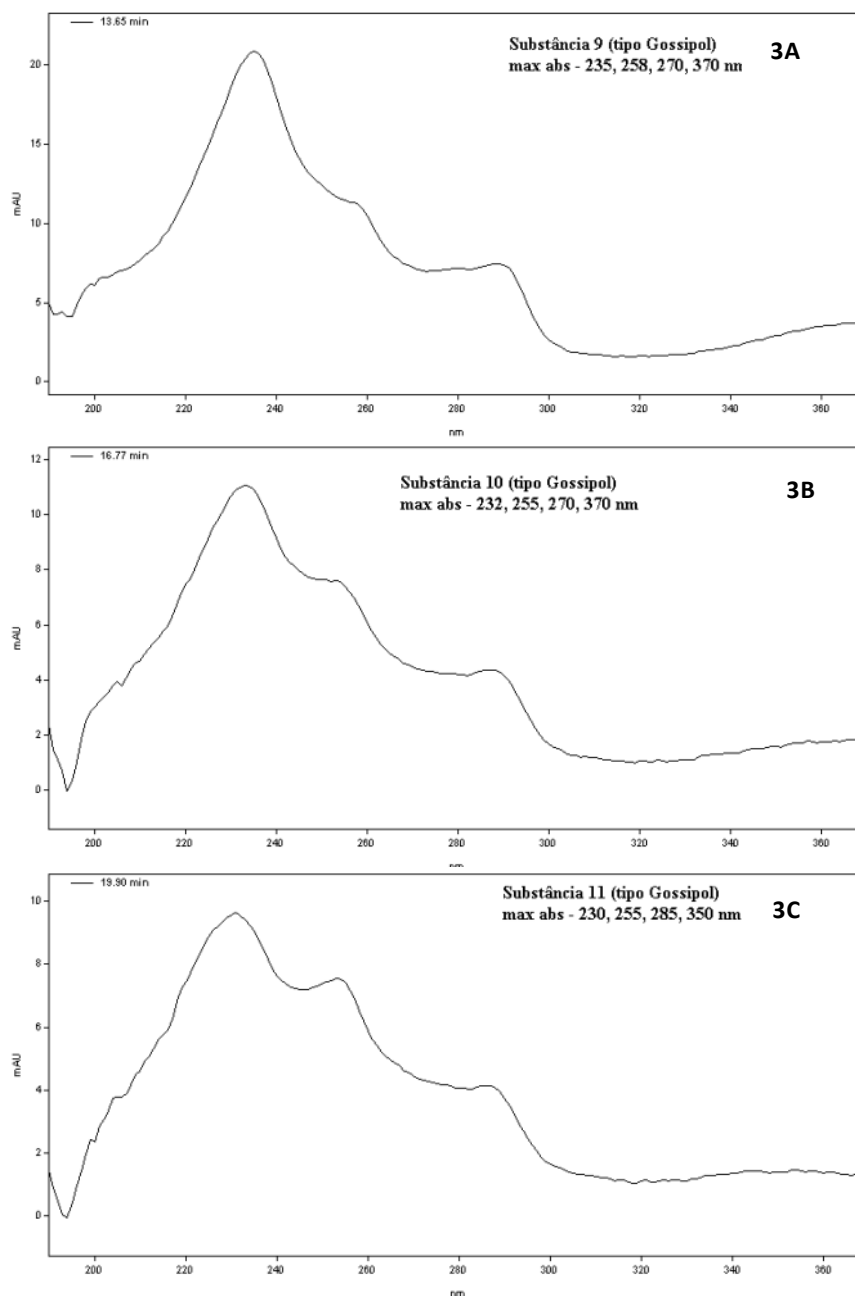 13.65 min
Substância 9 (tipo Gossipol)
max abs - 235, 258, 270, 370 nm
3A
20
15
10
5
0
mAU
200
220
240
260
280
300
320
340
360
nm
16.77 min
Substância 10 (tipo Gossipol)
max abs - 232, 255, 270, 370 nm
3B
12
10
8
6
4
2
0
mAU
200
220
240
260
280
300
320
340
360
nm
19.90 min
Substância 11 (tipo Gossipol)
max abs - 230, 255, 285, 350 nm
3C
10
8
6
4
2
0
mAU
200
220
240
260
280
300
320
340
360
nm